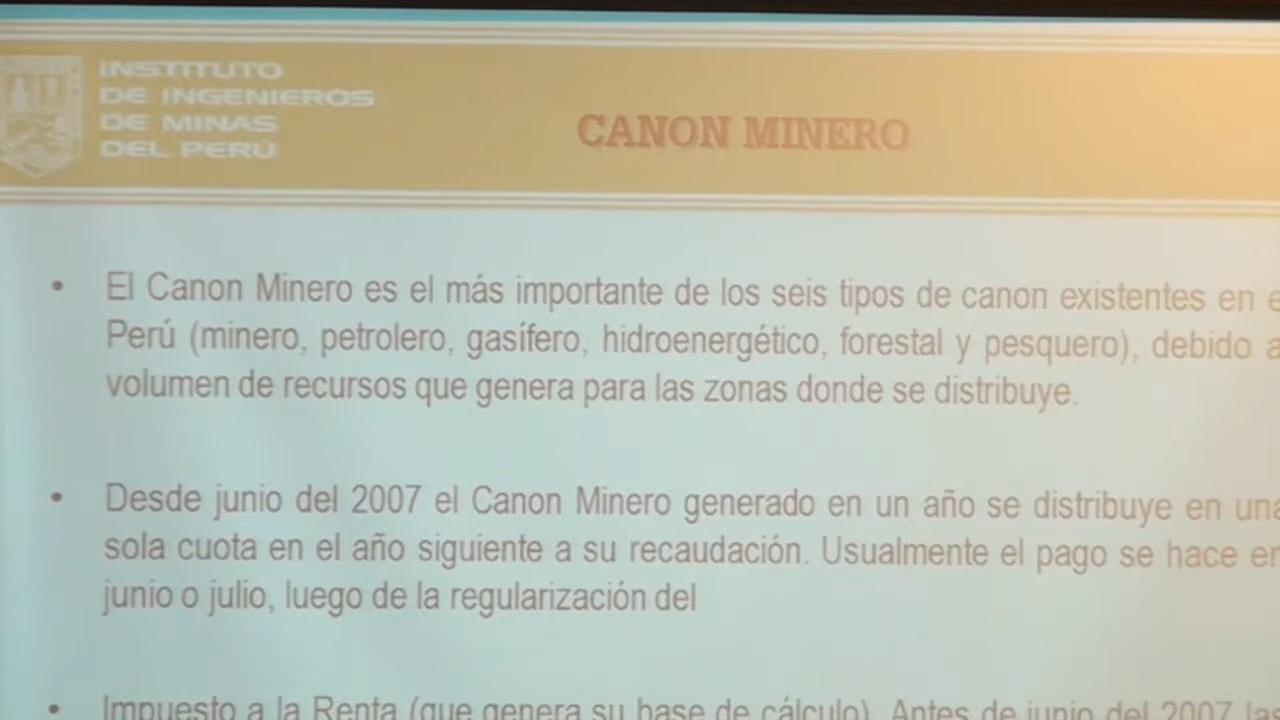 INSTITUTO
DE INGENIEROS
DE MINAS
DEL PERÚ
CANON MINERO
• El Canon Minero es el más importante de los seis tipos de canon existentes en e
Perú (minero, petrolero, gasífero, hidroenergético, forestal y pesquero), debido a
volumen de recursos que genera para las zonas donde se distribuye.
• Desde junio del 2007 el Canon Minero generado en un año se distribuye en una
sola cuota en el año siguiente a su recaudación. Usualmente el pago se hace en
junio o julio, luego de la regularización del
• Impuesto a la Renta (que genera su base de cálculo). Antes de junio del 2007 las